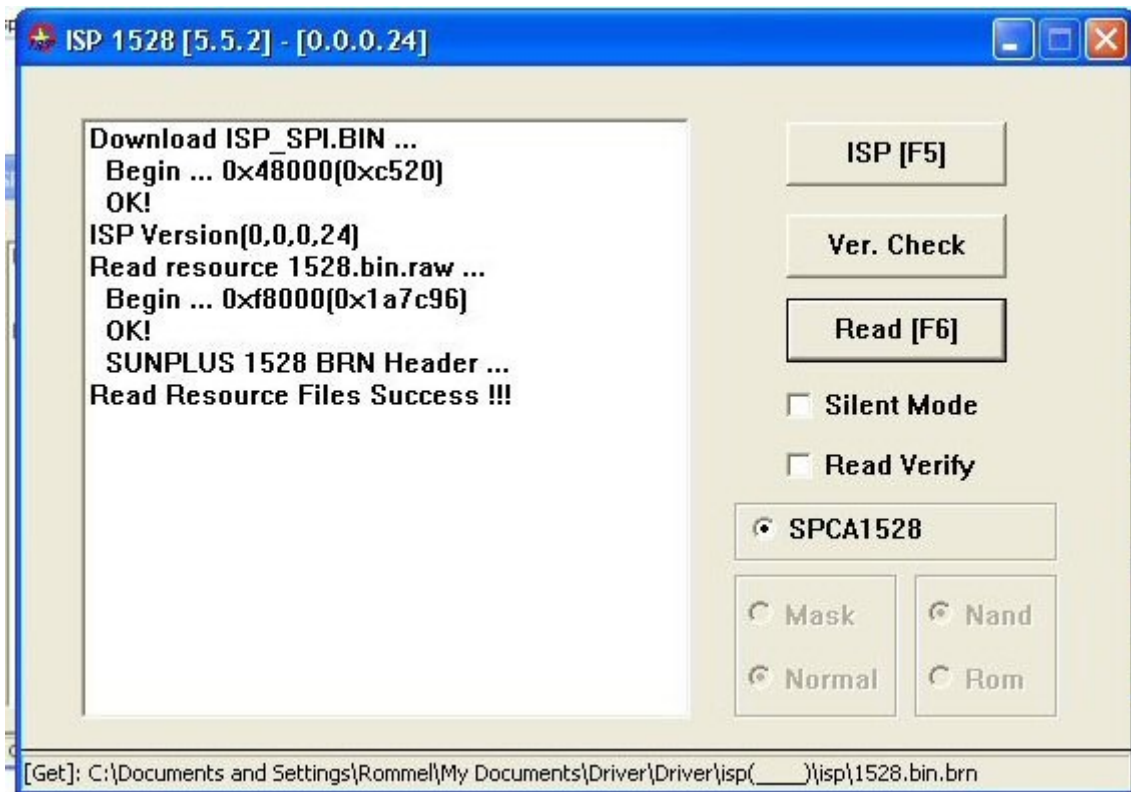 ISP 1528 [5.5.2] - [0.0.0.24]
Download ISP_SPI.BIN ...
Begin ... 0x48000(0xc520)
OK!
ISP Version(0,0,0,24)
Read resource 1528.bin.raw ...
Begin ... 0xf8000(0x1a7c96)
OK!
SUNPLUS 1528 BRN Header ...
Read Resource Files Success !!!
ISP [F5]
Ver. Check
Read [F6]
Silent Mode
Read Verify
SPCA1528
Mask
Normal
Nand
Rom
[Get]: C:\Documents and Settings\Rommel\My Documents\Driver\Driver\isp(____)\isp\1528.bin.brn